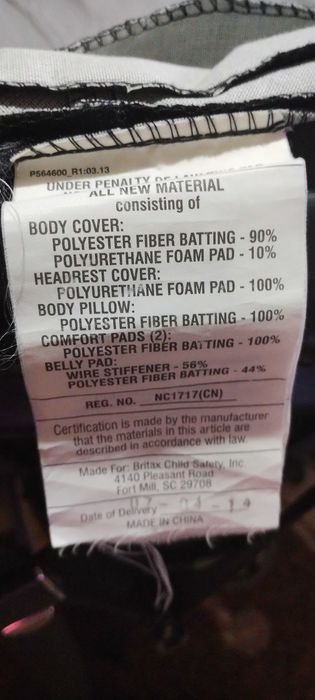 P564600_R1:03.13
UNDER PENALTY OF LAW
ALL NEW MATERIAL
consisting of
BODY COVER:
POLYESTER FIBER BATTING - 90%
POLYURETHANE FOAM PAD - 10%
HEADREST COVER:
POLYURETHANE FOAM PAD - 100%
BODY PILLOW:
POLYESTER FIBER BATTING - 100%
COMFORT PADS (2):
POLYESTER FIBER BATTING - 100%
BELLY PAD:
WIRE STIFFENER - 56%
POLYESTER FIBER BATTING - 44%
REG. NO. NC1717(CN)
Certification is made by the manufacturer
that the materials in this article are
described in accordance with law.
Made For: Britax Child Safety, Inc.
4140 Pleasant Road
Fort Mill, SC 29708
Date of Delivery
MADE IN CHINA